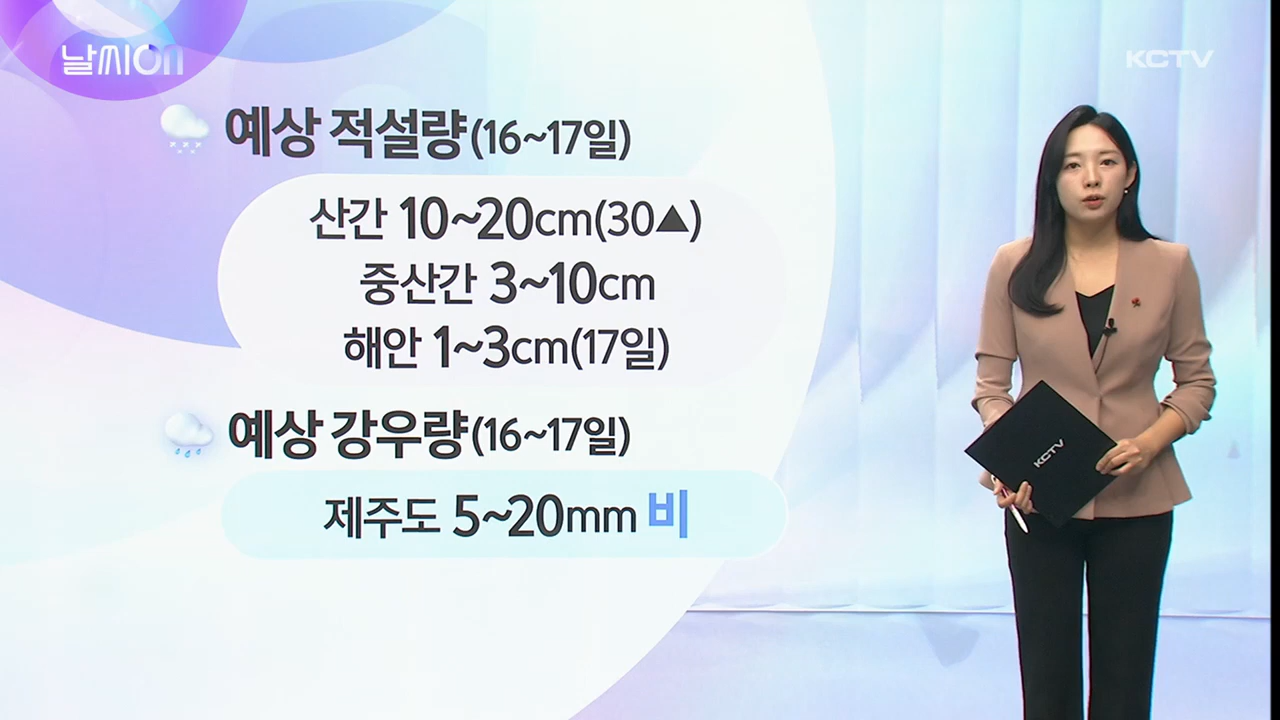 날씨on
KCTV
예상 적설량(16~17일)
산간 10~20cm(30▲)
중산간 3~10cm
해안 1~3cm(17일)
예상 강우량(16~17일)
제주도 5~20mm 비
KCTV